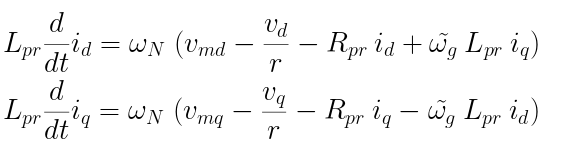 L_{pr} \frac{d}{dt} i_d = \omega_N \ (v_{md} - \frac{v_d}{r} - R_{pr} \ i_d + \tilde{\omega_g} \ L_{pr} \ i_q)
L_{pr} \frac{d}{dt} i_q = \omega_N \ (v_{mq} - \frac{v_q}{r} - R_{pr} \ i_q - \tilde{\omega_g} \ L_{pr} \ i_d)